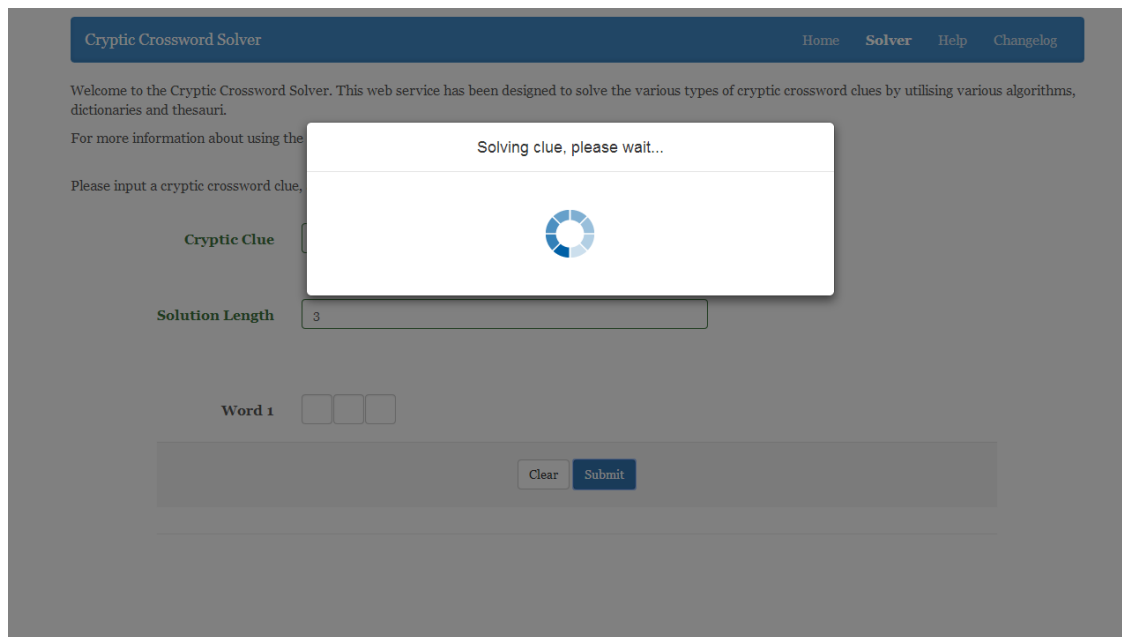 Cryptic Crossword Solver Home Solver Help Changelog
Welcome to the Cryptic Crossword Solver. This web service has been designed to solve the various types of cryptic crossword clues by utilising various algorithms,
dictionaries and thesauri.
For more information about using the
Solving clue, please wait...
Please input a cryptic crossword clue,
Cryptic Clue
Solution Length 3
Word 1
Clear Submit